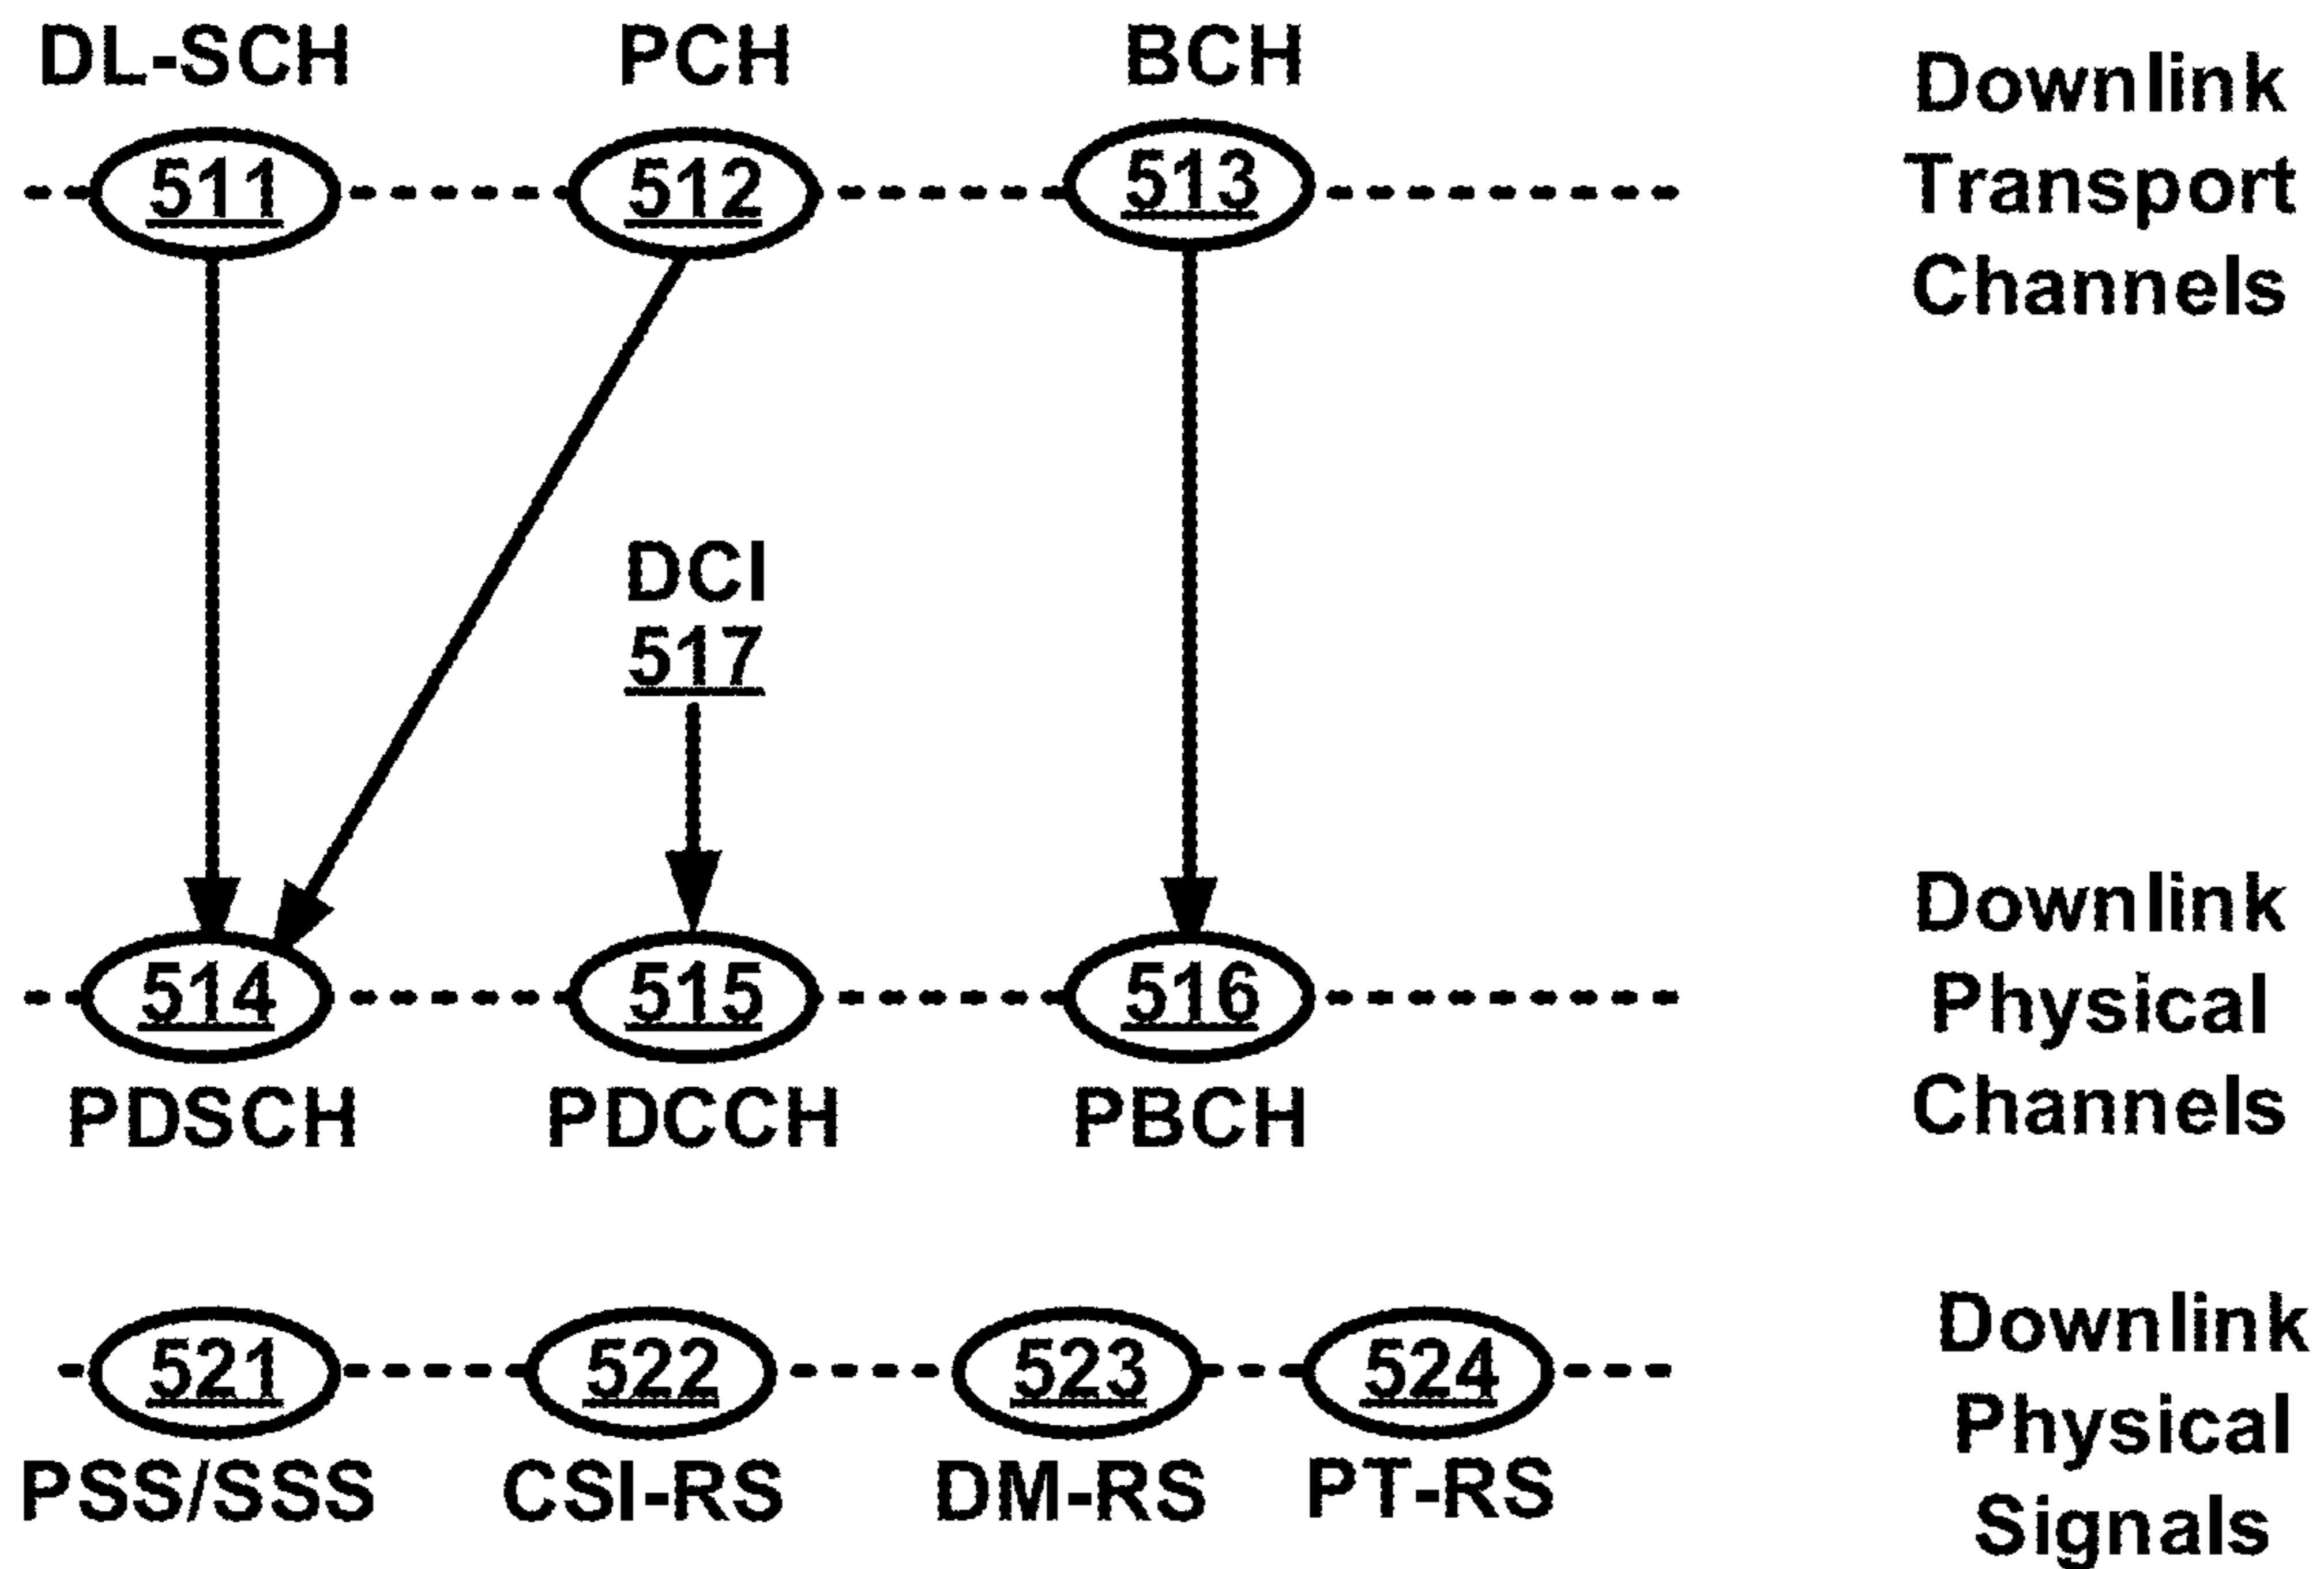 DL-SCH PCH BCH
511 512 513
Downlink
Transport
Channels
DCI
517
514 515 516
PDSCH PDCCH PBCH
Downlink
Physical
Channels
521 522 523 524
PSS/SSS CSI-RS DM-RS PT-RS
Downlink
Physical
Signals